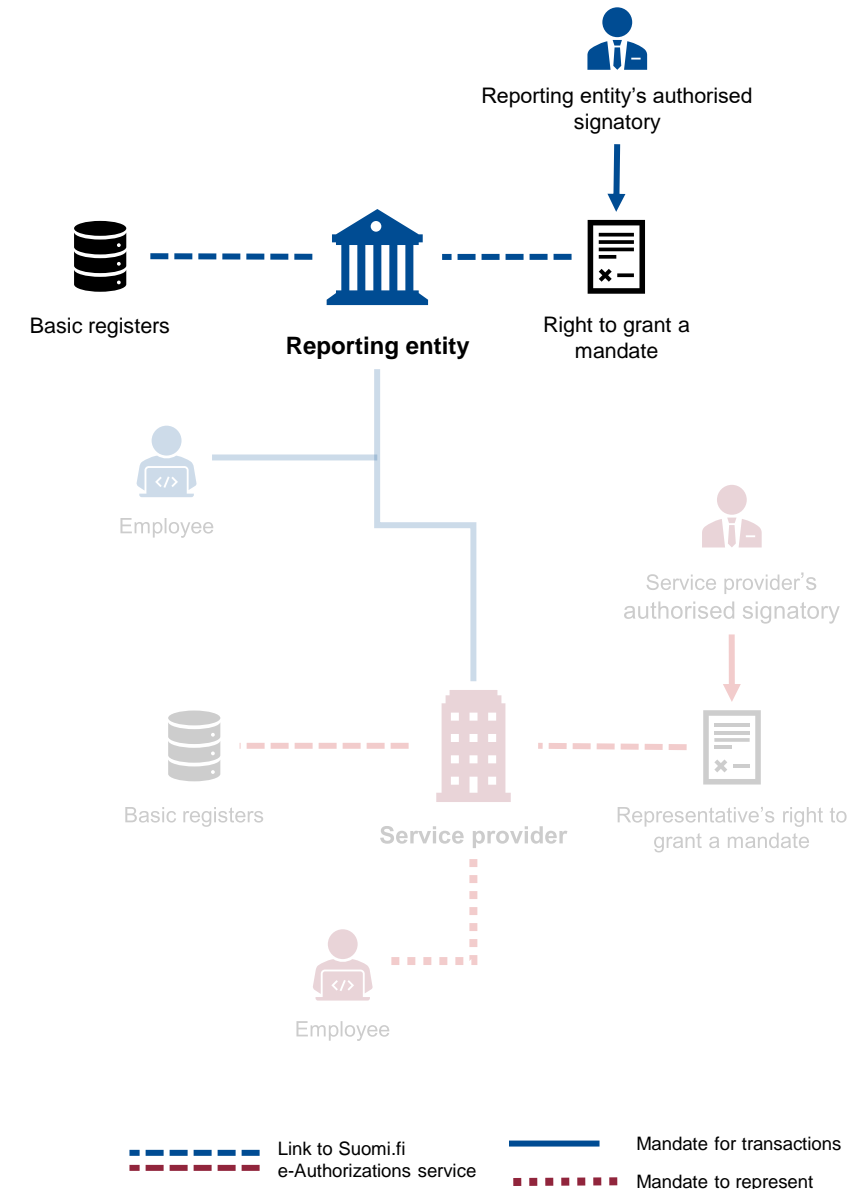 Reporting entity's authorised
signatory
Basic registers
Reporting entity
Right to grant a
mandate
Employee
Service provider's
authorised signatory
Basic registers
Service provider
Representative's right to
grant a mandate
Employee
Link to Suomi.fi
e-Authorizations service
Mandate for transactions
Mandate to represent